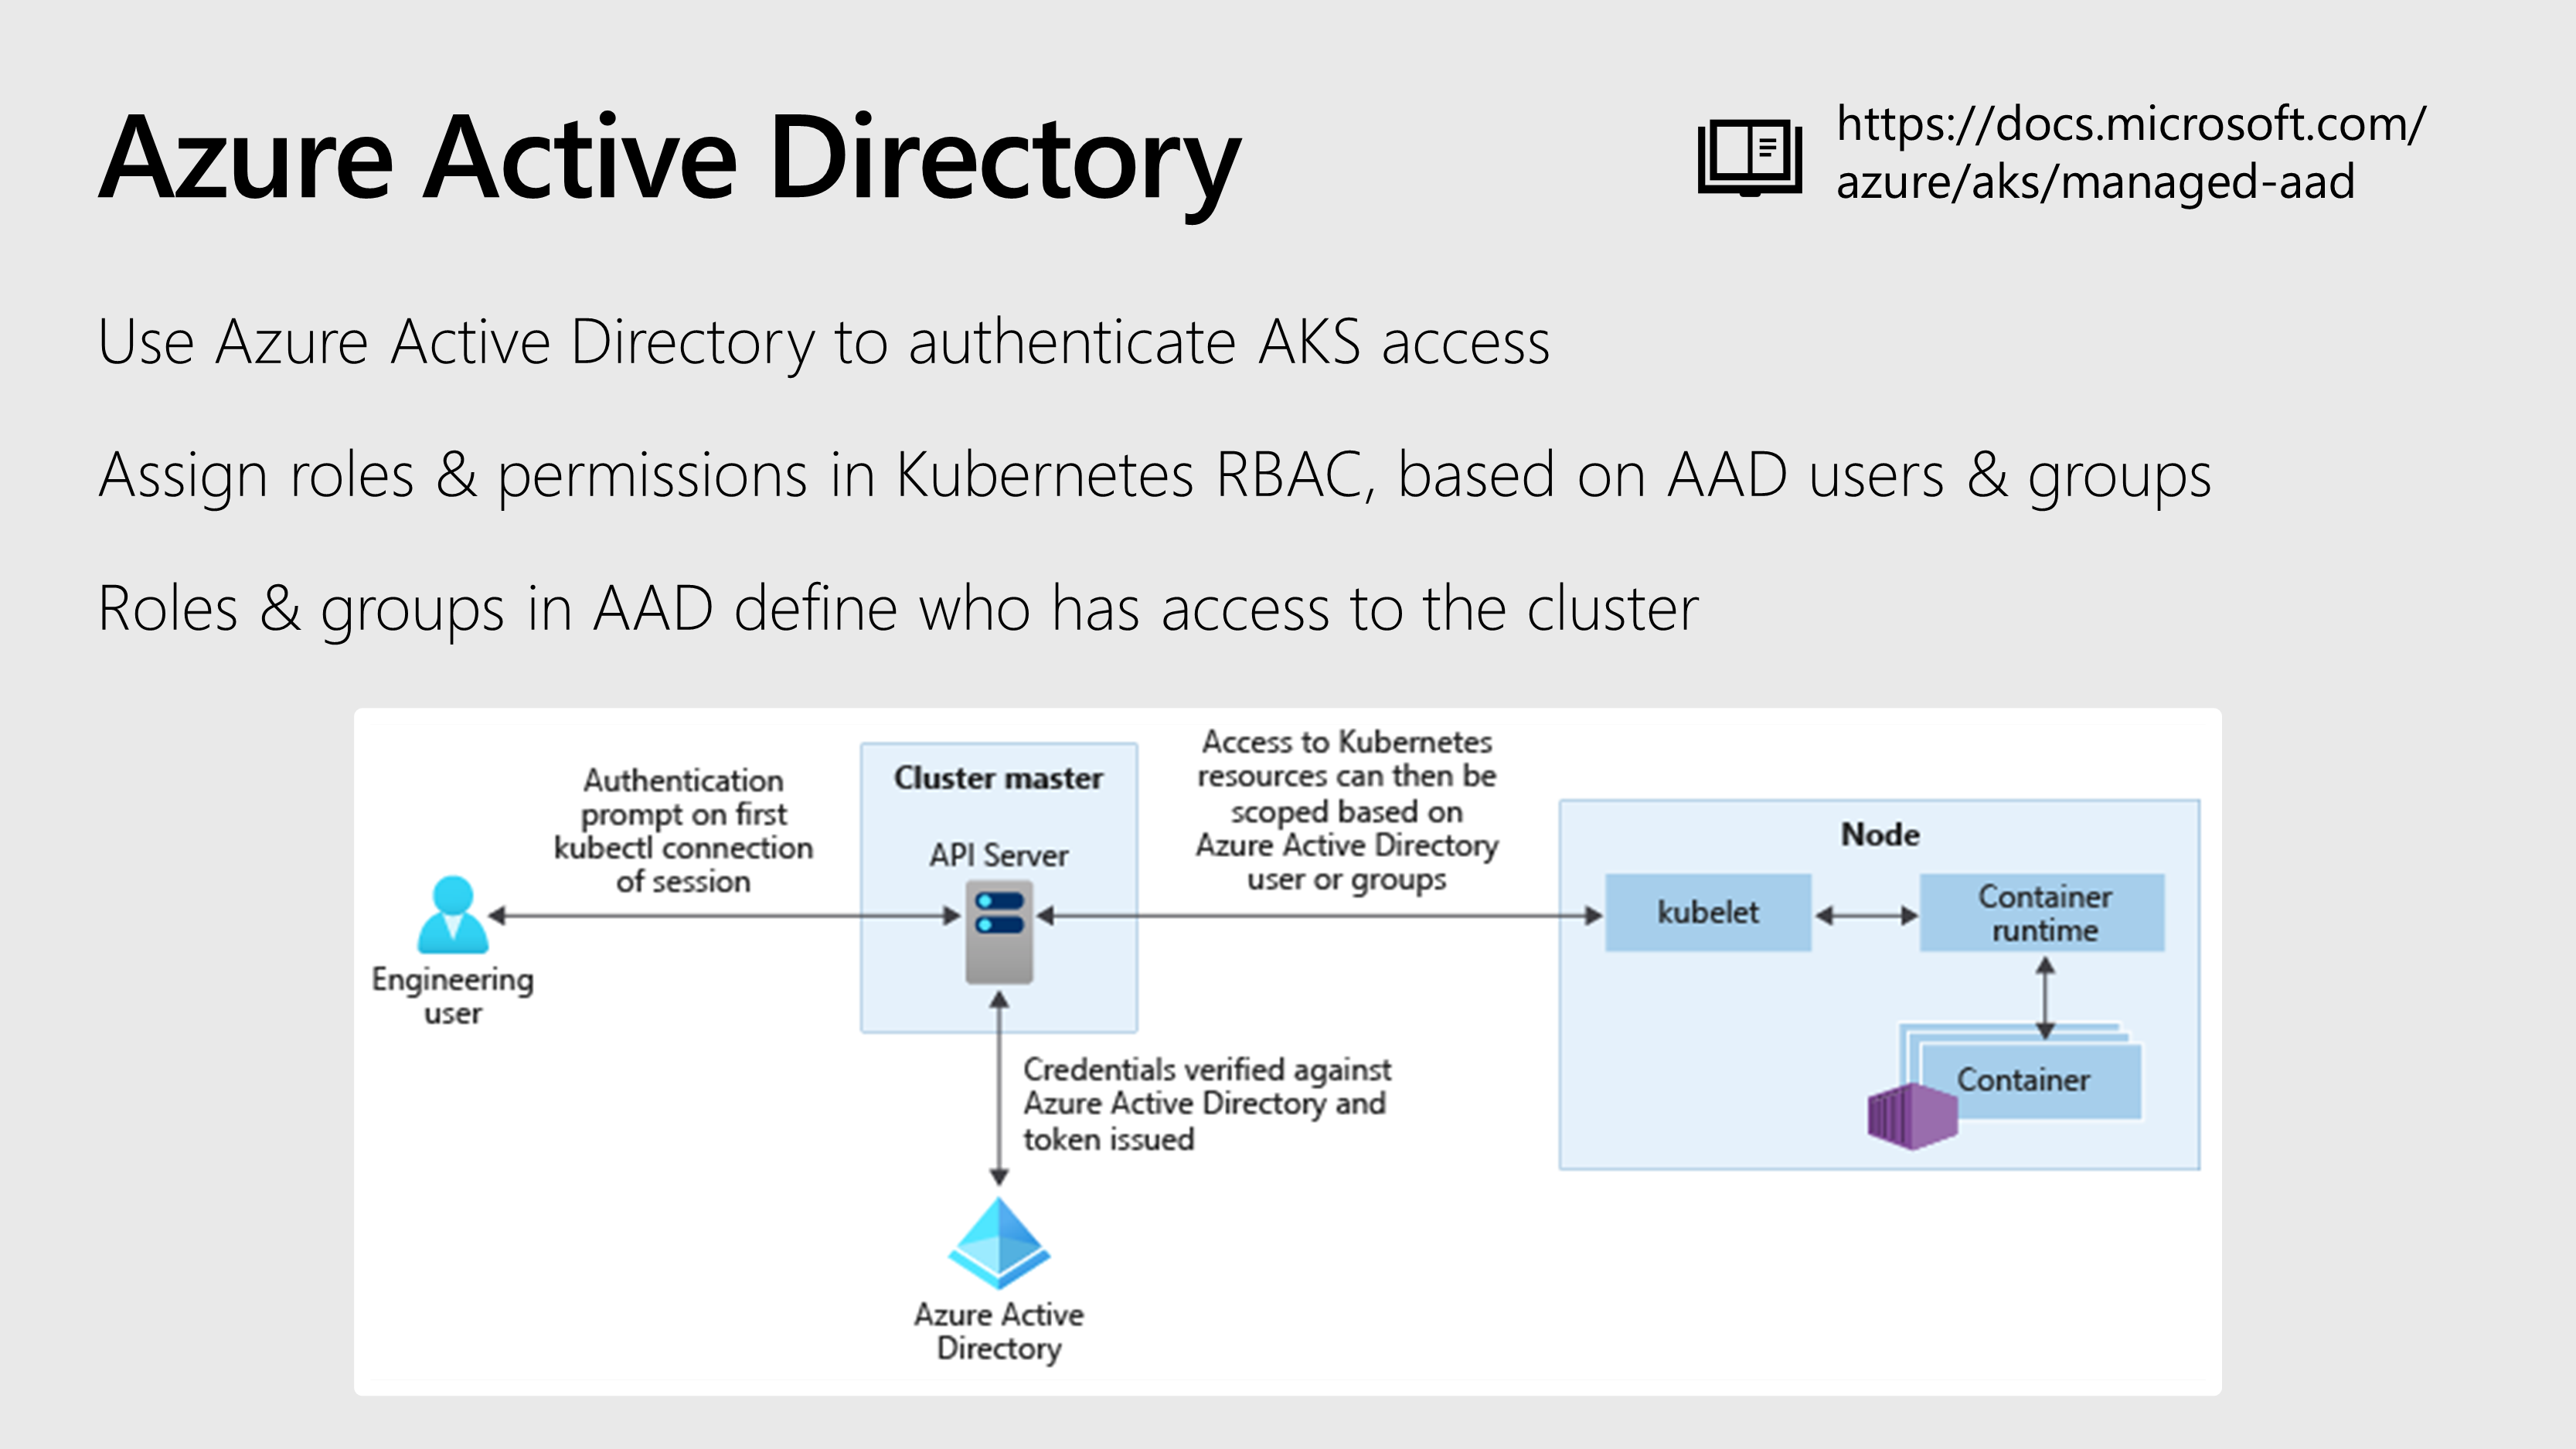 Azure Active Directory
https://docs.microsoft.com/
azure/aks/managed-aad
Use Azure Active Directory to authenticate AKS access
Assign roles & permissions in Kubernetes RBAC, based on AAD users & groups
Roles & groups in AAD define who has access to the cluster
Authentication
prompt on first
kubectl connection
of session
Engineering
user
Cluster master
API Server
Access to Kubernetes
resources can then be
scoped based on
Azure Active Directory
user or groups
Node
kubelet
Container
runtime
Container
Credentials verified against
Azure Active Directory and
token issued
Azure Active
Directory